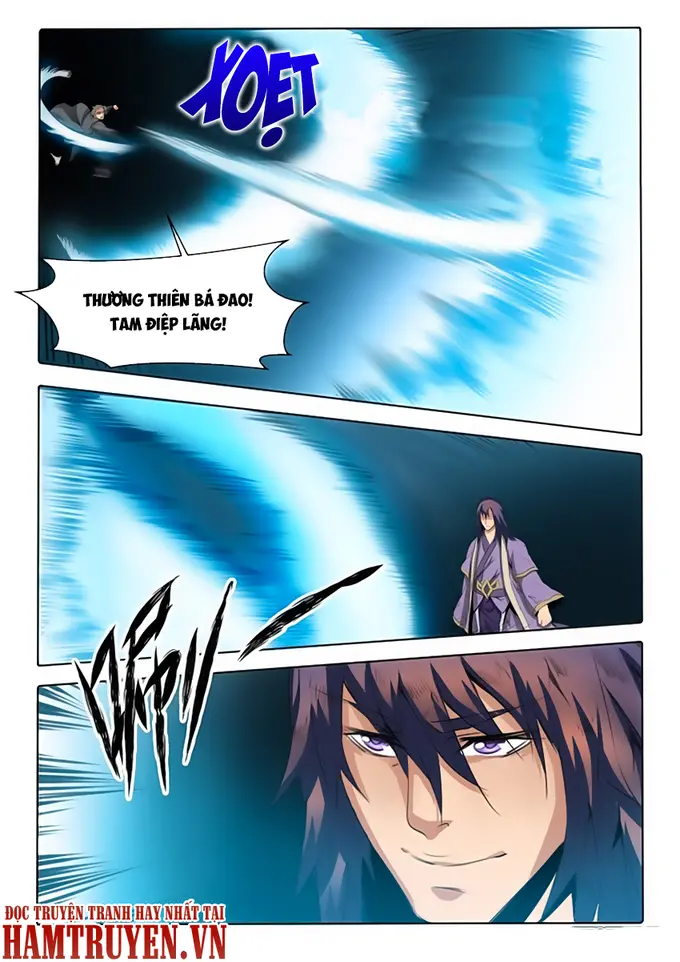 XOẸT
THƯƠNG THIÊN BÁ ĐAO!
TAM ĐIỆP LÃNG!
ĐỌC TRUYỆN TRANH HAY NHẤT TẠI
HAMTRUYEN.VN